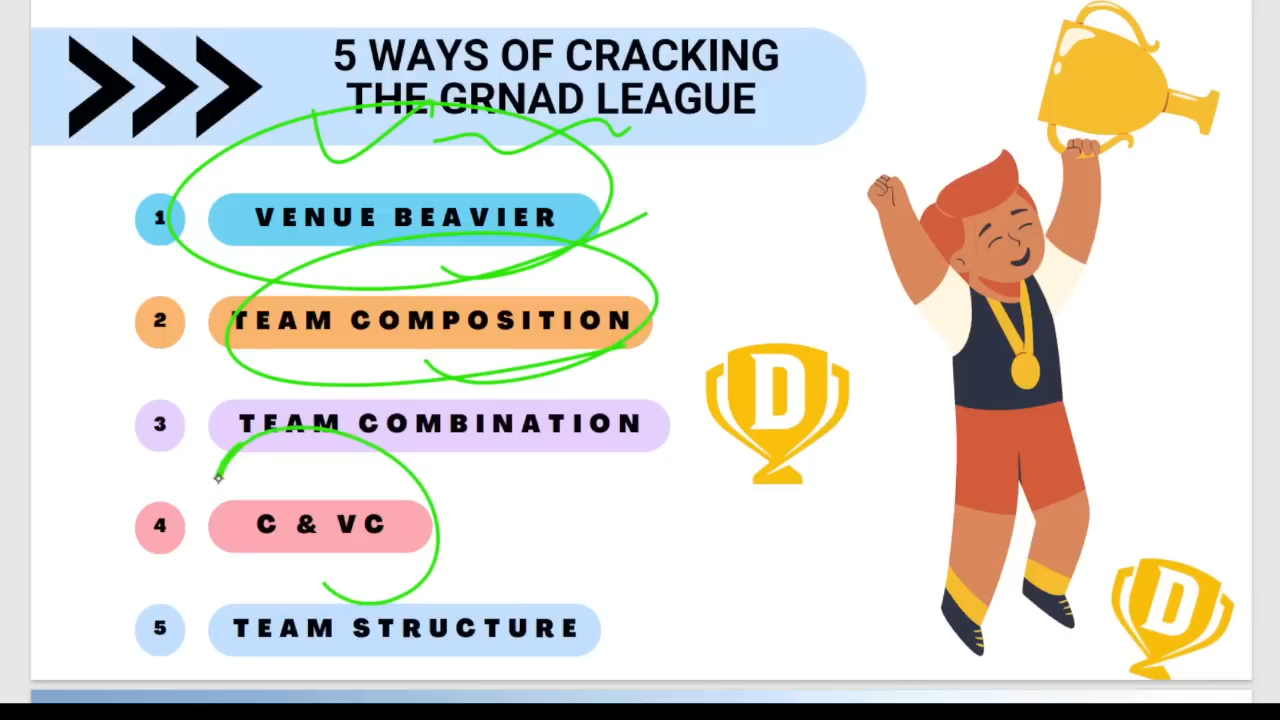 5 WAYS OF CRACKING
THE GRNAD LEAGUE
1 VENUE BEAVIER
2 TEAM COMPOSITION
3 TEAM COMBINATION
D
4 C & VC
D
5 TEAM STRUCTURE